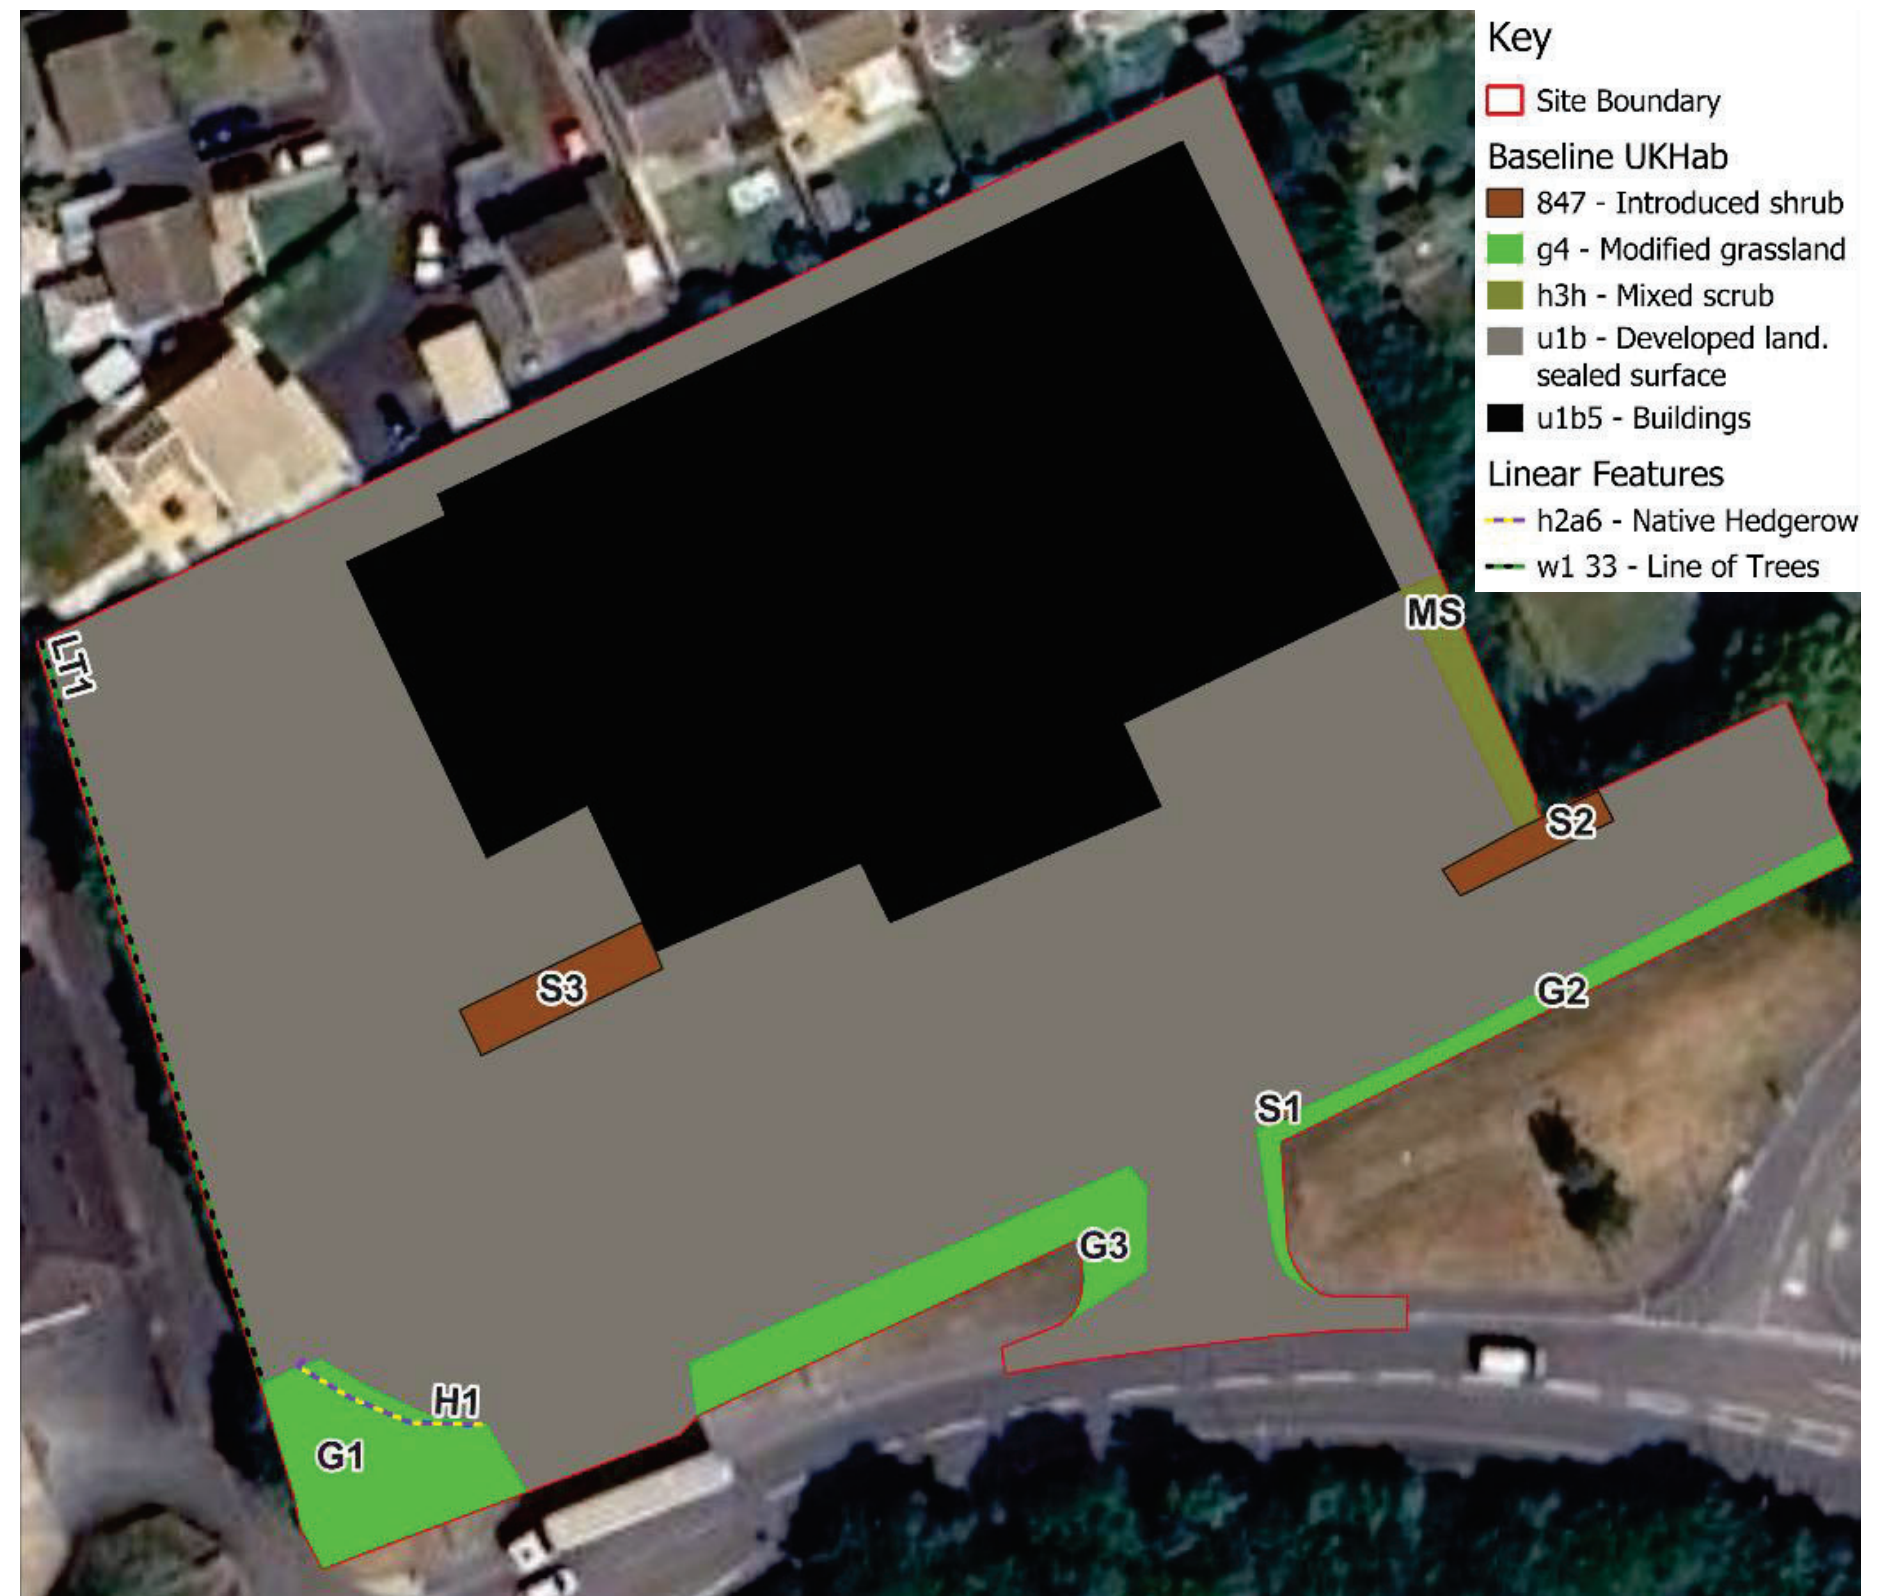 Key
Site Boundary
Baseline UKHab
847 - Introduced shrub
g4 - Modified grassland
h3h - Mixed scrub
u1b - Developed land.
sealed surface
u1b5 - Buildings
Linear Features
h2a6 - Native Hedgerow
w1 33 - Line of Trees
MS
LT1
S2
S3
G2
S1
G3
H1
G1